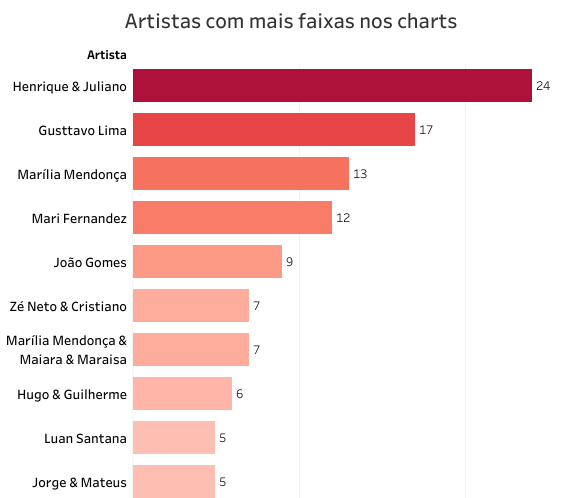 Artistas com mais faixas nos charts
Artista
Henrique & Juliano 24
Gusttavo Lima 17
Marília Mendonça 13
Mari Fernandez 12
João Gomes 9
Zé Neto & Cristiano 7
Marília Mendonça &
Maiara & Maraisa 7
Hugo & Guilherme 6
Luan Santana 5
Jorge & Mateus 5